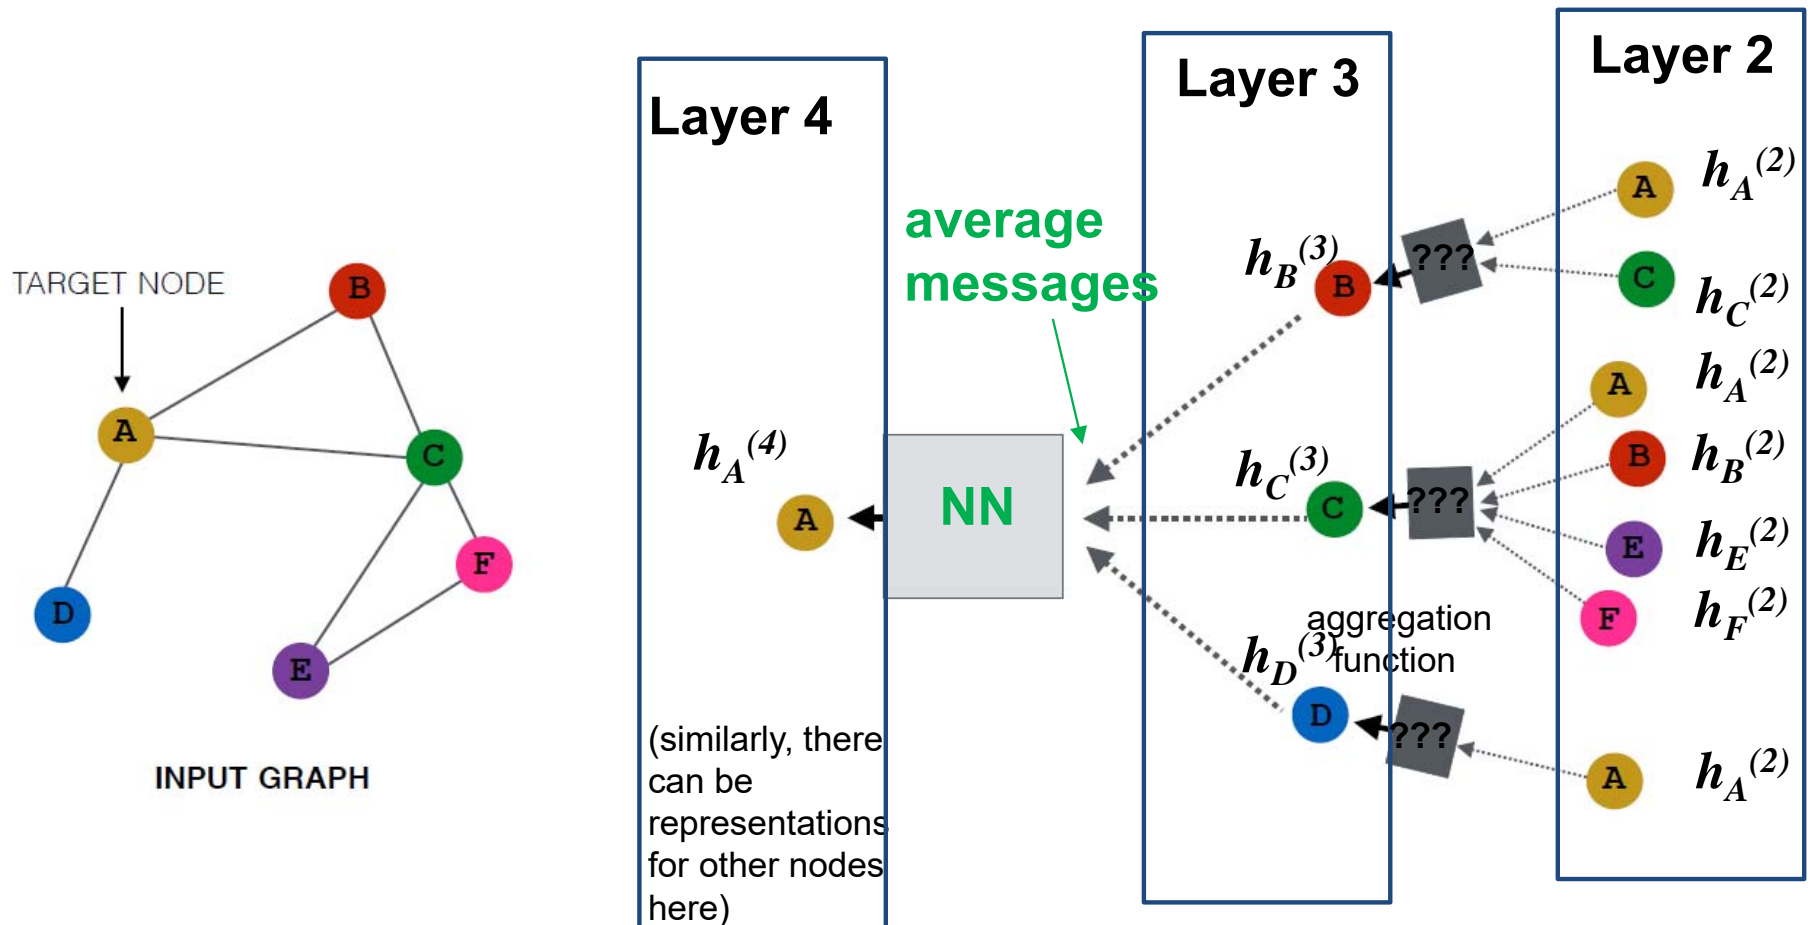 TARGET NODE
A
B
C
D
E
F
INPUT GRAPH
Layer 4
h_A^{(4)}
A
(similarly, there
can be
representations
for other nodes
here)
average
messages
NN
Layer 3
h_B^{(3)}
B
???
h_C^{(3)}
C
???
aggregation
function
h_D^{(3)}
D
???
Layer 2
A h_A^{(2)}
C h_C^{(2)}
A h_A^{(2)}
B h_B^{(2)}
E h_E^{(2)}
F h_F^{(2)}
A h_A^{(2)}